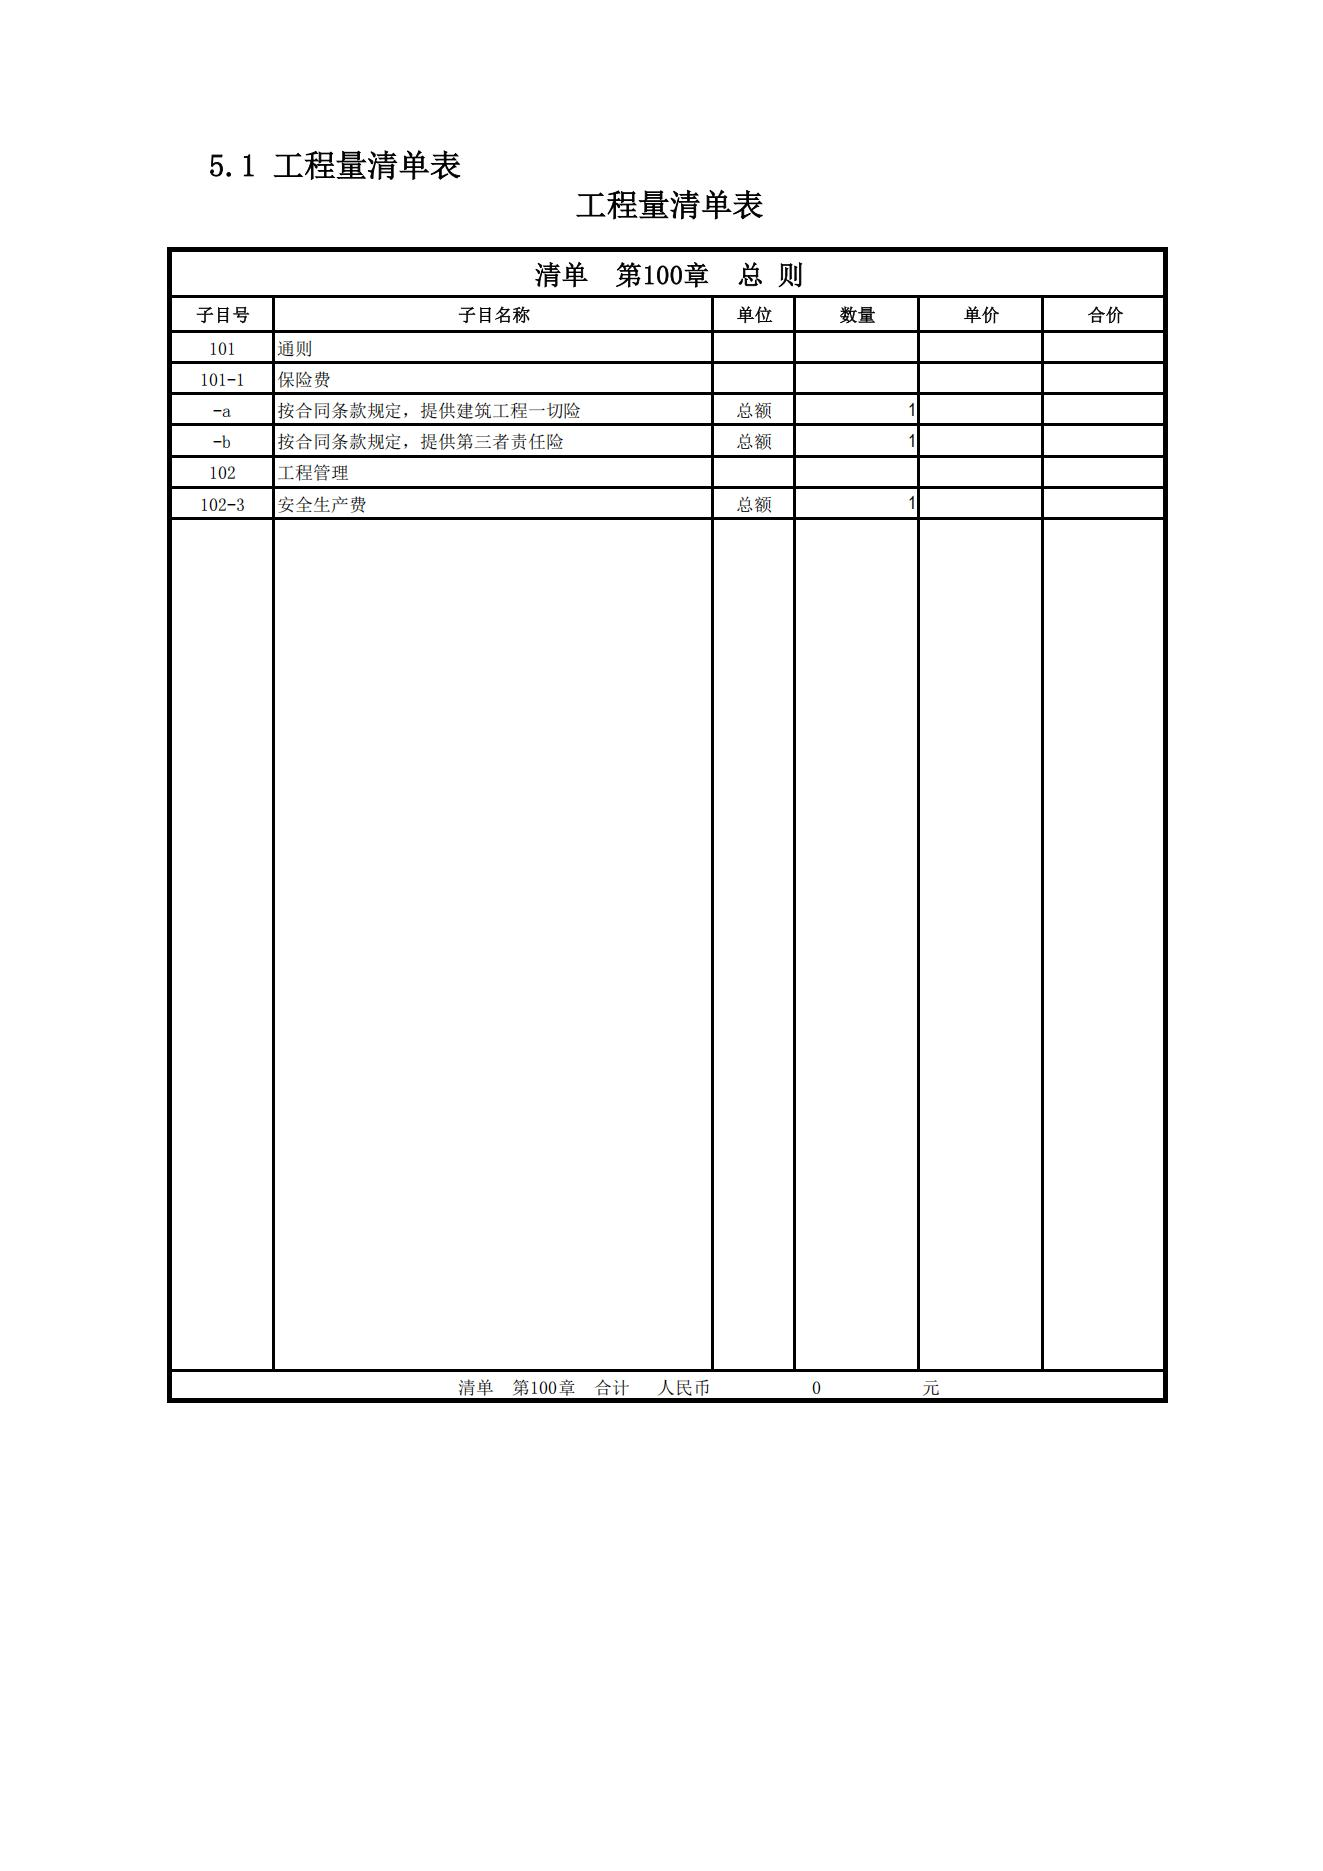 5.1 工程量清单表
工程量清单表
清单 第100章 总 则
子目号 子目名称 单位 数量 单价 合价
101 通则
101-1 保险费
-a 按合同条款规定，提供建筑工程一切险 总额 1
-b 按合同条款规定，提供第三者责任险 总额 1
102 工程管理
102-3 安全生产费 总额 1
清单 第100章 合计 人民币 0 元